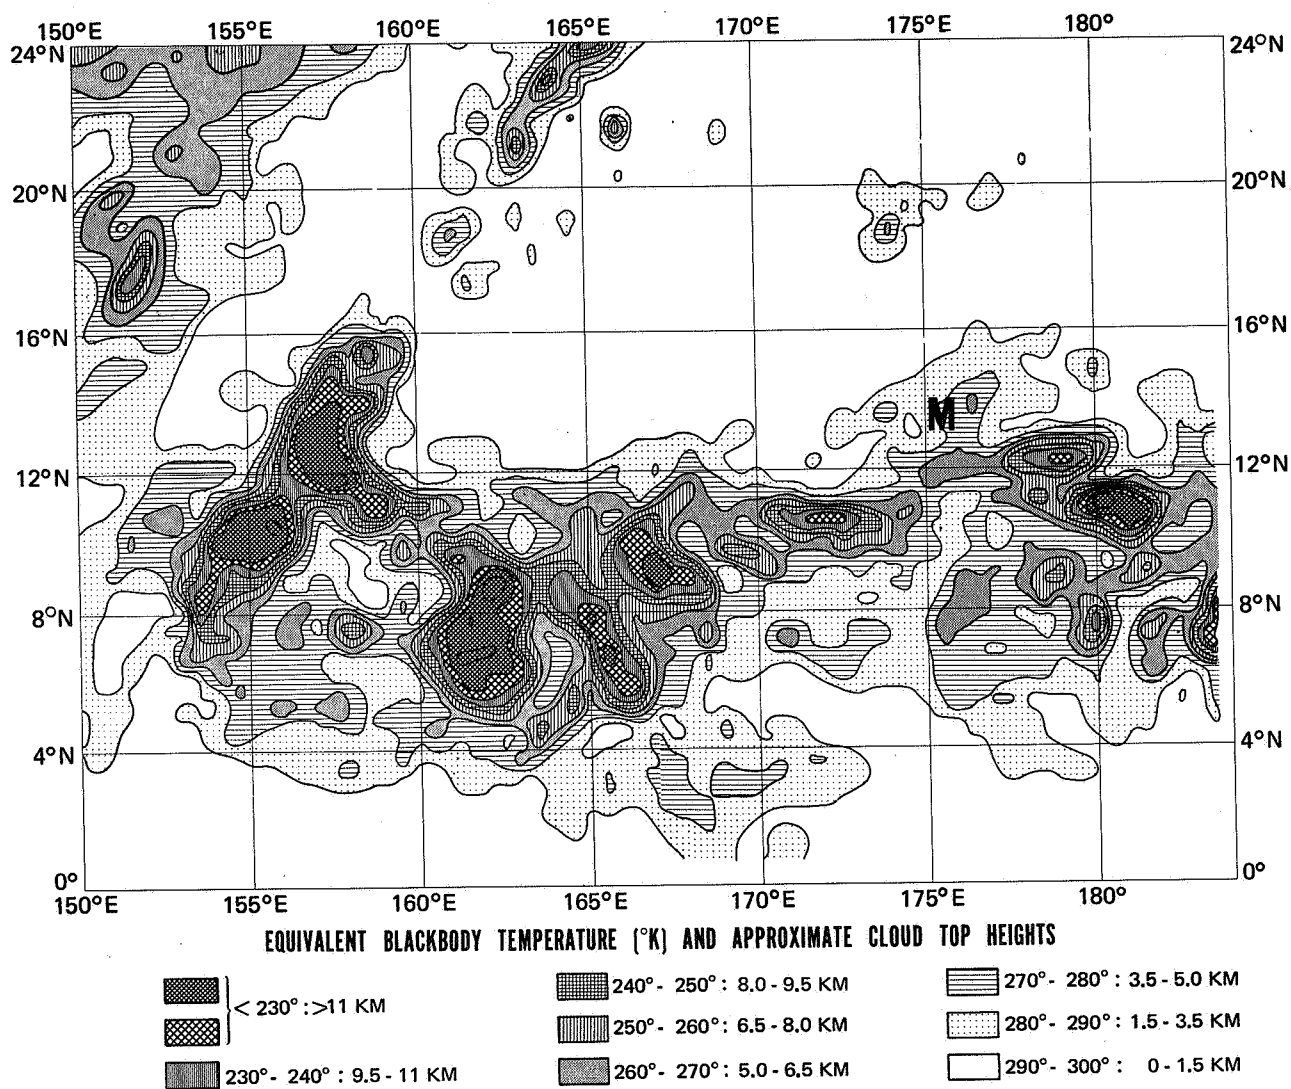 150°E 155°E 160°E 165°E 170°E 175°E 180°
24°N 24°N
20°N 20°N
16°N 16°N
M
12°N 12°N
8°N 8°N
4°N 4°N
0° 0°
150°E 155°E 160°E 165°E 170°E 175°E 180°
EQUIVALENT BLACKBODY TEMPERATURE (°K) AND APPROXIMATE CLOUD TOP HEIGHTS
< 230° :>11 KM
230°- 240° : 9.5 - 11 KM
240°- 250° : 8.0 - 9.5 KM
250°- 260° : 6.5 - 8.0 KM
260°- 270° : 5.0 - 6.5 KM
270°- 280° : 3.5 - 5.0 KM
280°- 290° : 1.5 - 3.5 KM
290°- 300° : 0 - 1.5 KM